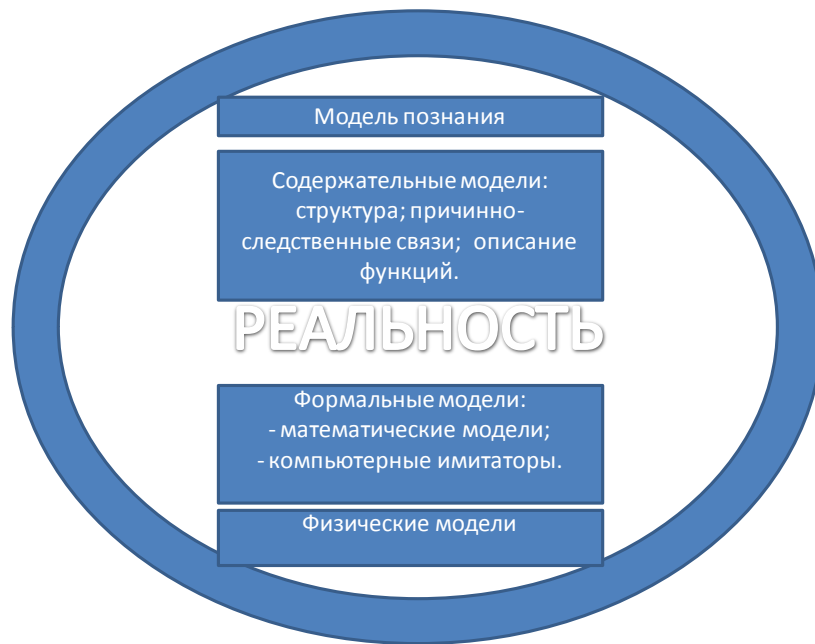 Модель познания
Содержательные модели:
структура; причинно-
следственные связи; описание
функций.
РЕАЛЬНОСТЬ
Формальные модели:
- математические модели;
- компьютерные имитаторы.
Физические модели